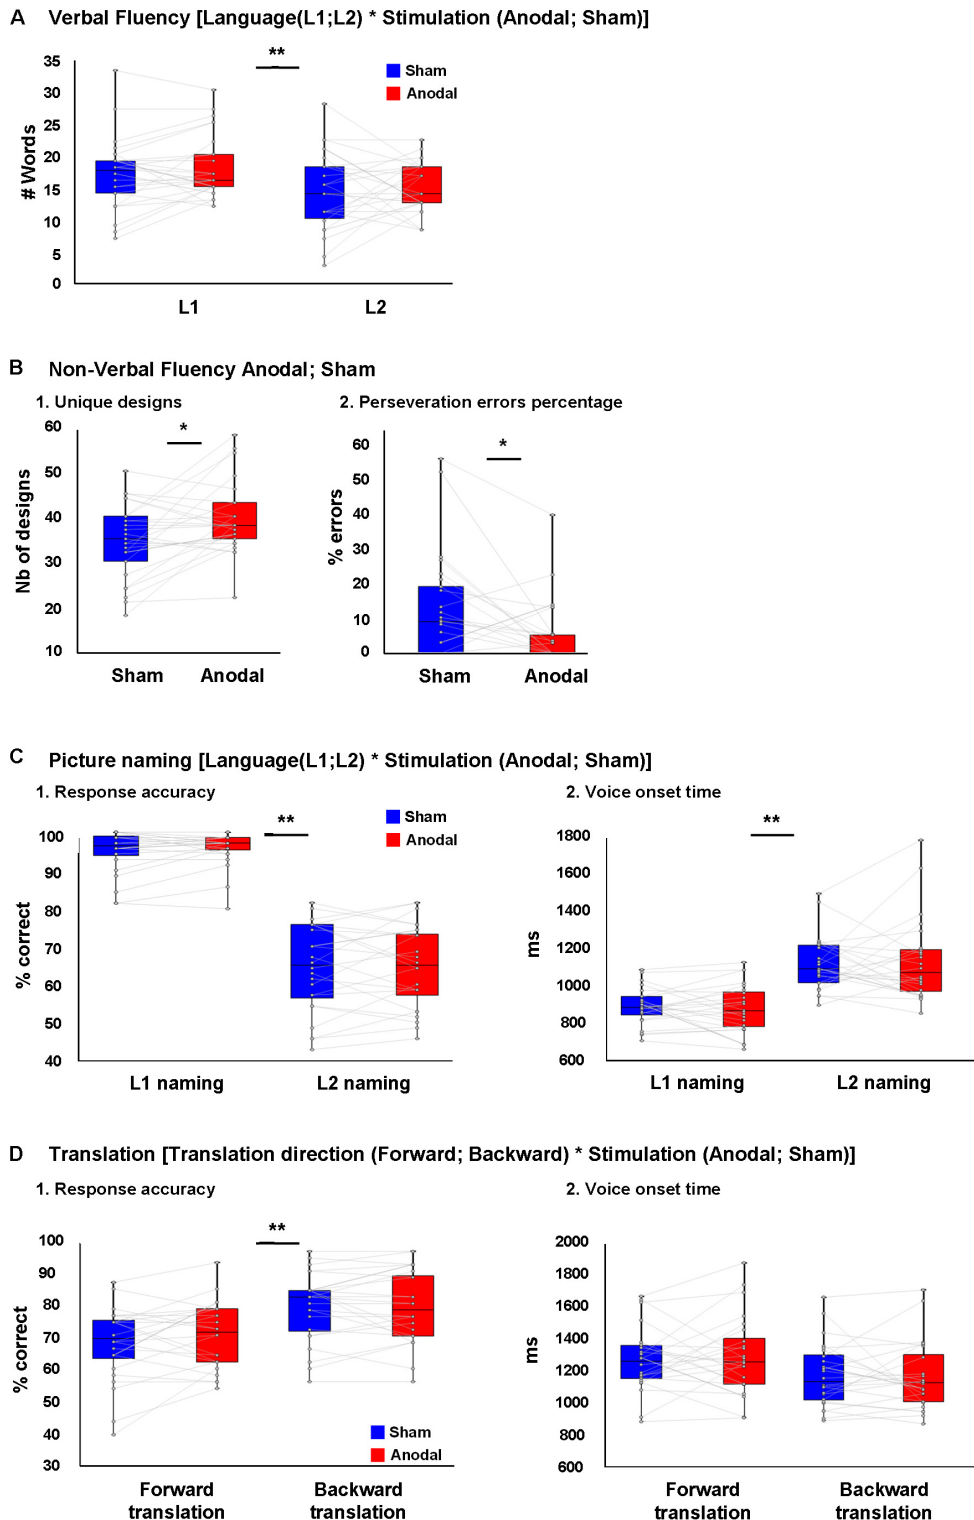 A Verbal Fluency [Language(L1;L2) * Stimulation (Anodal; Sham)]
**
Sham
Anodal
# Words
35
30
25
20
15
10
5
0
L1 L2
B Non-Verbal Fluency Anodal; Sham
1. Unique designs
*
Nb of designs
60
50
40
30
20
10
Sham Anodal
2. Perseveration errors percentage
*
% errors
60
50
40
30
20
10
0
Sham Anodal
C Picture naming [Language(L1;L2) * Stimulation (Anodal; Sham)]
1. Response accuracy
**
Sham
Anodal
% correct
100
90
80
70
60
50
40
L1 naming L2 naming
2. Voice onset time
**
ms
1800
1600
1400
1200
1000
800
600
L1 naming L2 naming
D Translation [Translation direction (Forward; Backward) * Stimulation (Anodal; Sham)]
1. Response accuracy
**
% correct
100
90
80
70
60
50
40
30
Sham
Anodal
Forward translation
Backward translation
2. Voice onset time
ms
2000
1800
1600
1400
1200
1000
800
600
Forward translation
Backward translation